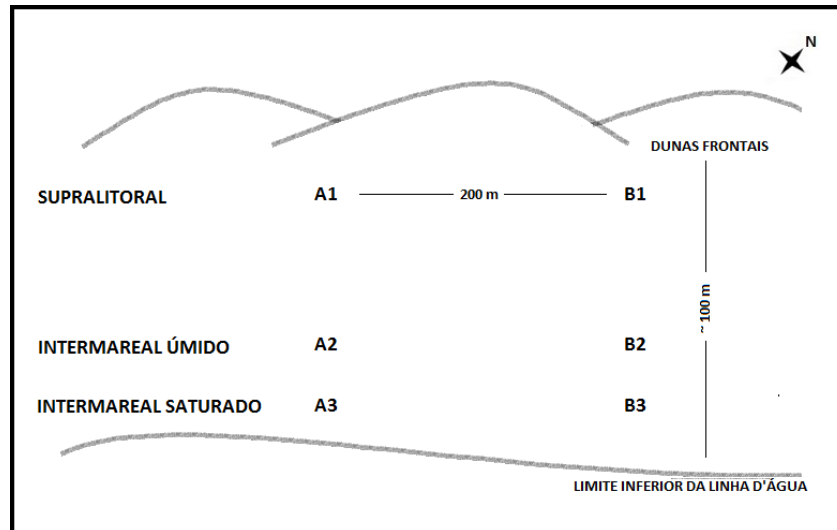 N
DUNAS FRONTAIS
SUPRALITORAL
A1
200 m
B1
~100 m
INTERMAREAL ÚMIDO
A2
B2
INTERMAREAL SATURADO
A3
B3
LIMITE INFERIOR DA LINHA D'ÁGUA